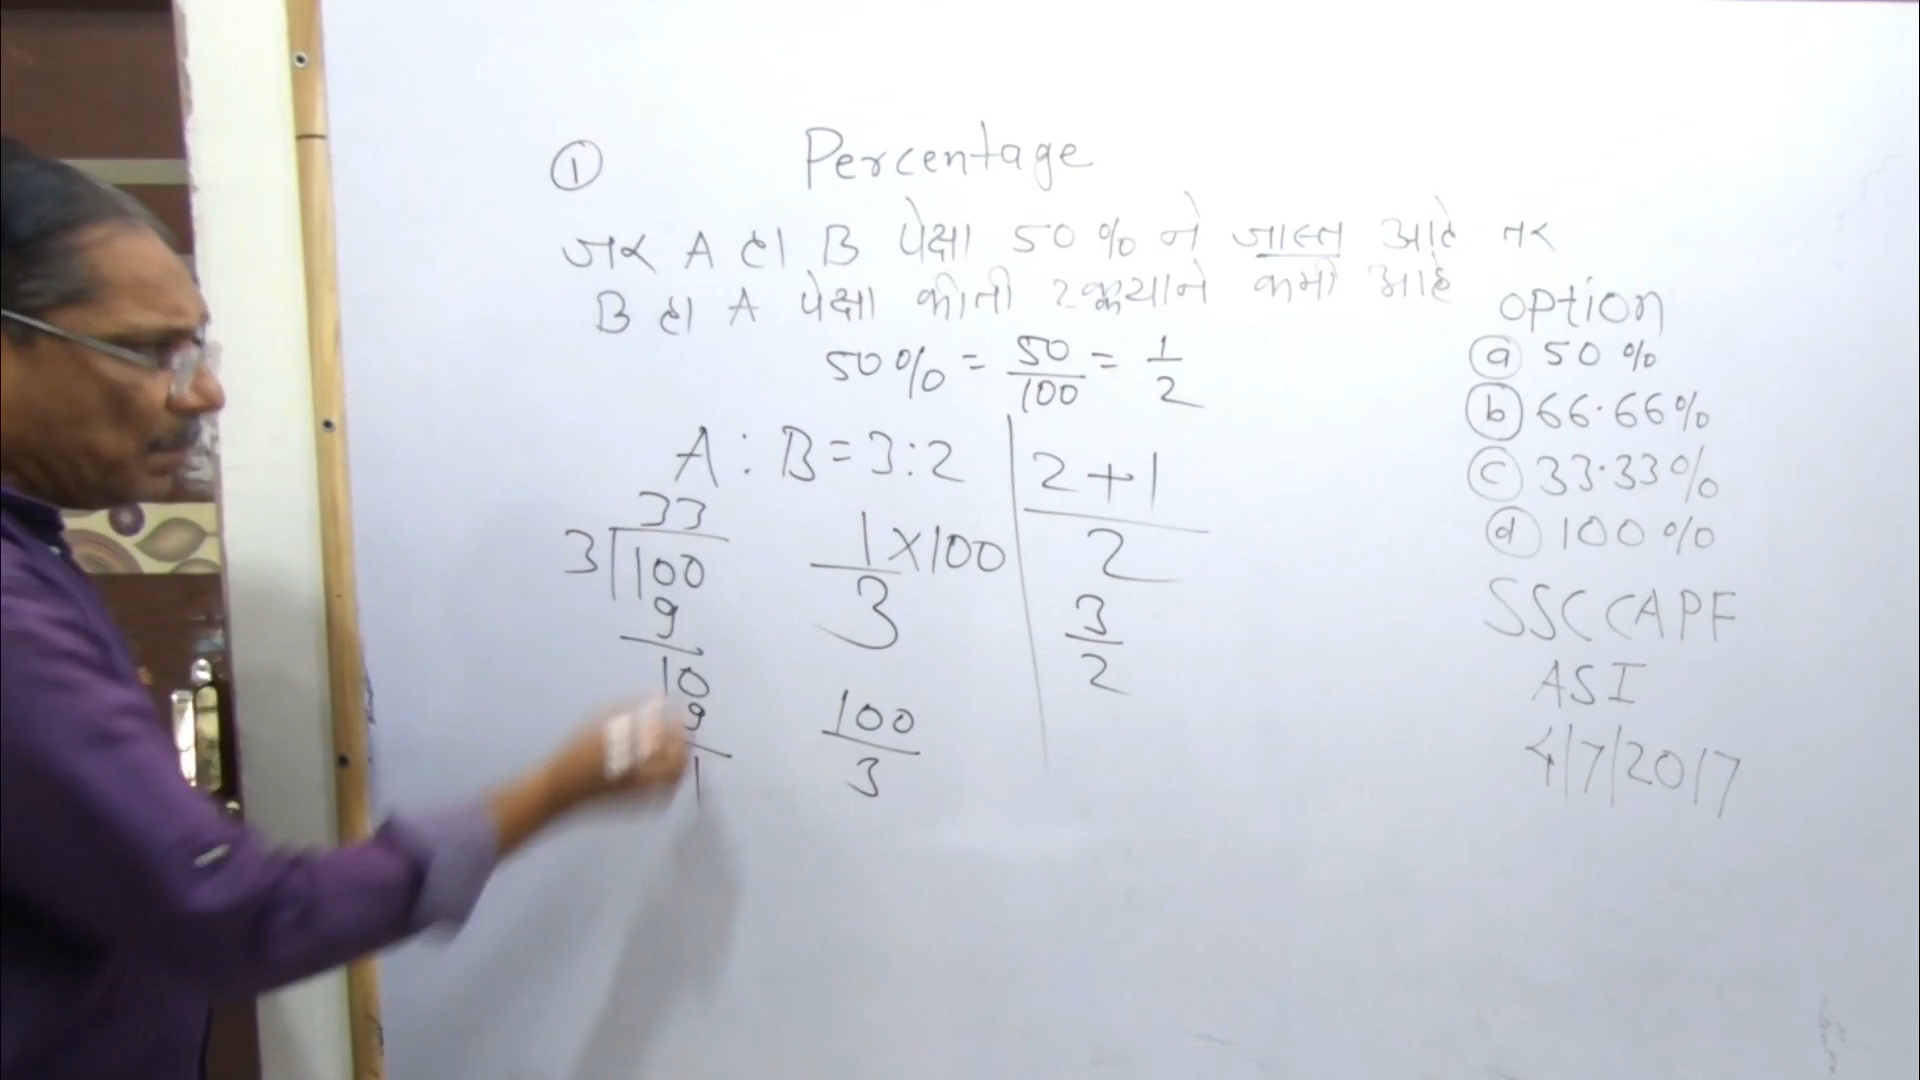 ① Percentage
जर A हा B पेक्षा 50 % ने जास्त आहे तर
B हा A पेक्षा कीती टक्क्याने कमी आहे
50% = 50/100 = 1/2
A : B = 3:2
2+1
2
3
2
33
3 100
9
10
9
1
1×100
3
100
3
option
ⓐ 50 %
ⓑ 66.66%
ⓒ 33.33%
ⓓ 100 %
SSC CAPF
ASI
4/7/2017